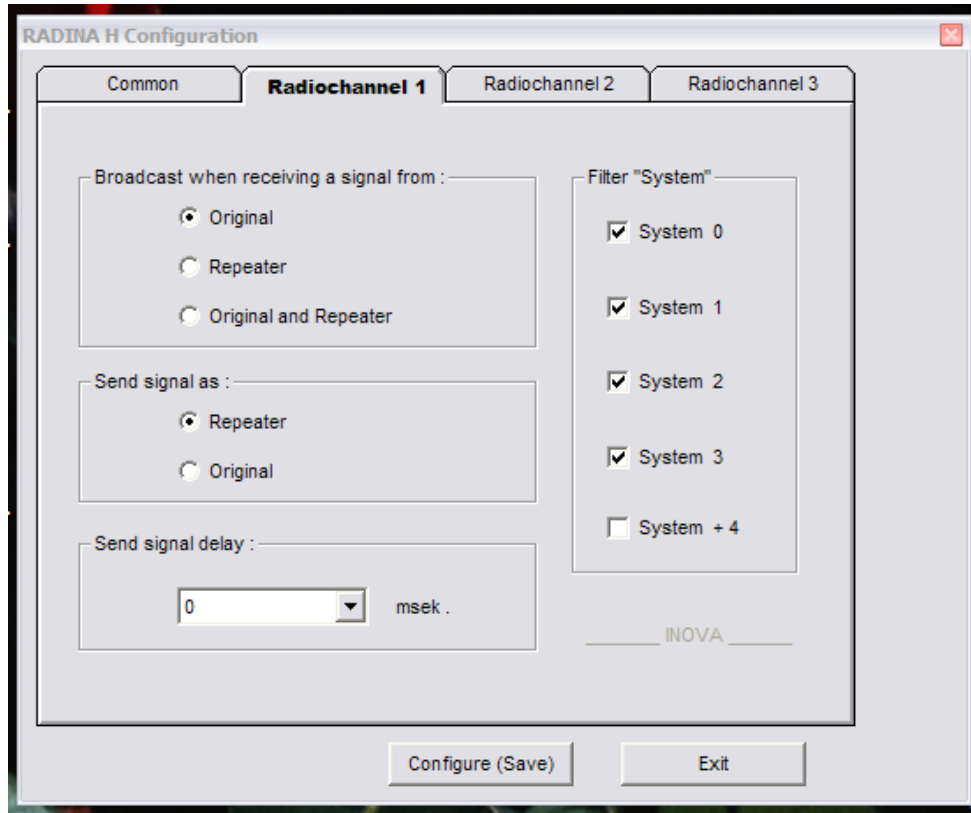 RADINA H Configuration
Common
Radiochannel 1
Radiochannel 2
Radiochannel 3
Broadcast when receiving a signal from :
Original
Repeater
Original and Repeater
Send signal as :
Repeater
Original
Send signal delay :
0
msek .
Filter "System"
System 0
System 1
System 2
System 3
System + 4
_______ INOVA ______
Configure (Save)
Exit